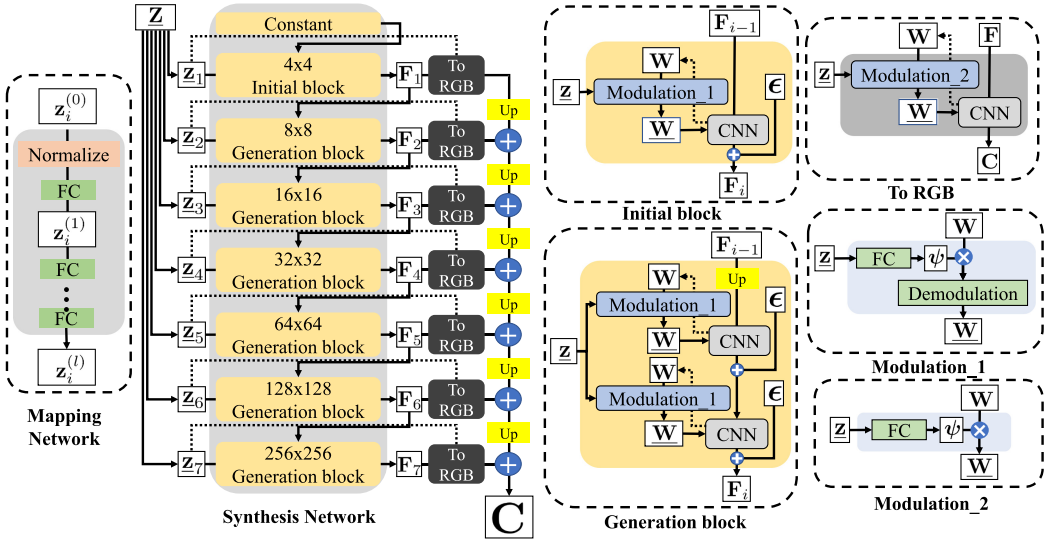 z_i^(0)
Normalize
FC
z_i^(1)
FC
FC
z_i^(l)
Mapping
Network
Z
Constant
z_1
4x4
Initial block
F_1
To
RGB
Up
z_2
8x8
Generation block
F_2
To
RGB
+
Up
z_3
16x16
Generation block
F_3
To
RGB
+
Up
z_4
32x32
Generation block
F_4
To
RGB
+
Up
z_5
64x64
Generation block
F_5
To
RGB
+
Up
z_6
128x128
Generation block
F_6
To
RGB
+
Up
z_7
256x256
Generation block
F_7
To
RGB
+
C
Synthesis Network
F_{i-1}
W
ϵ
z
Modulation_1
W
CNN
+
F_i
Initial block
F_{i-1}
Up
W
ϵ
Modulation_1
W
CNN
+
z
W
ϵ
Modulation_1
W
CNN
+
F_i
Generation block
W
F
z
Modulation_2
W
CNN
C
To RGB
W
z
FC
ψ
×
Demodulation
W
Modulation_1
W
z
FC
ψ
×
W
Modulation_2